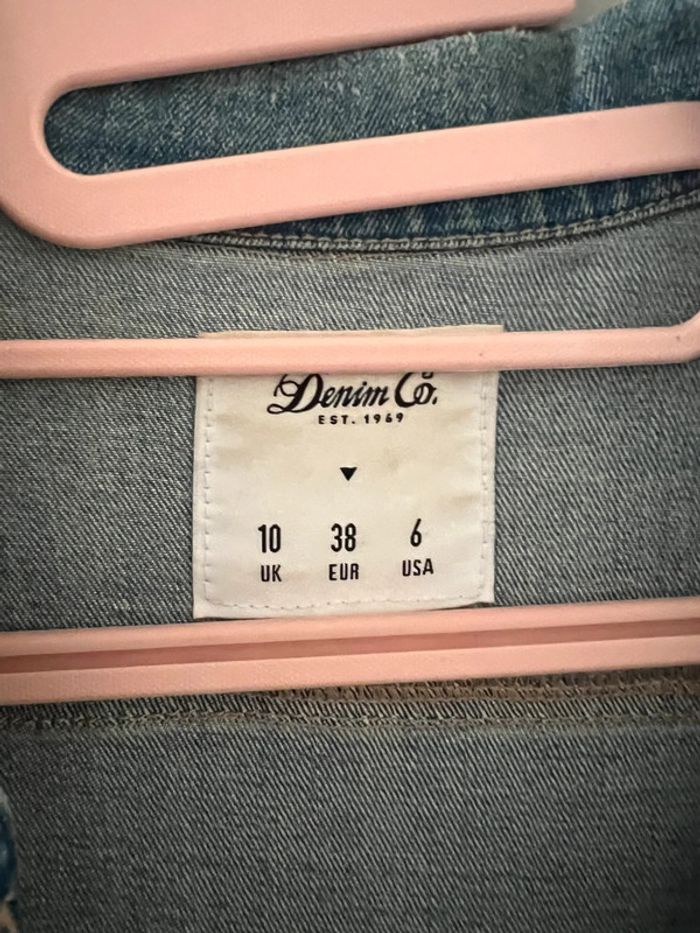 Denim Co.
EST. 1969
10 38 6
UK EUR USA